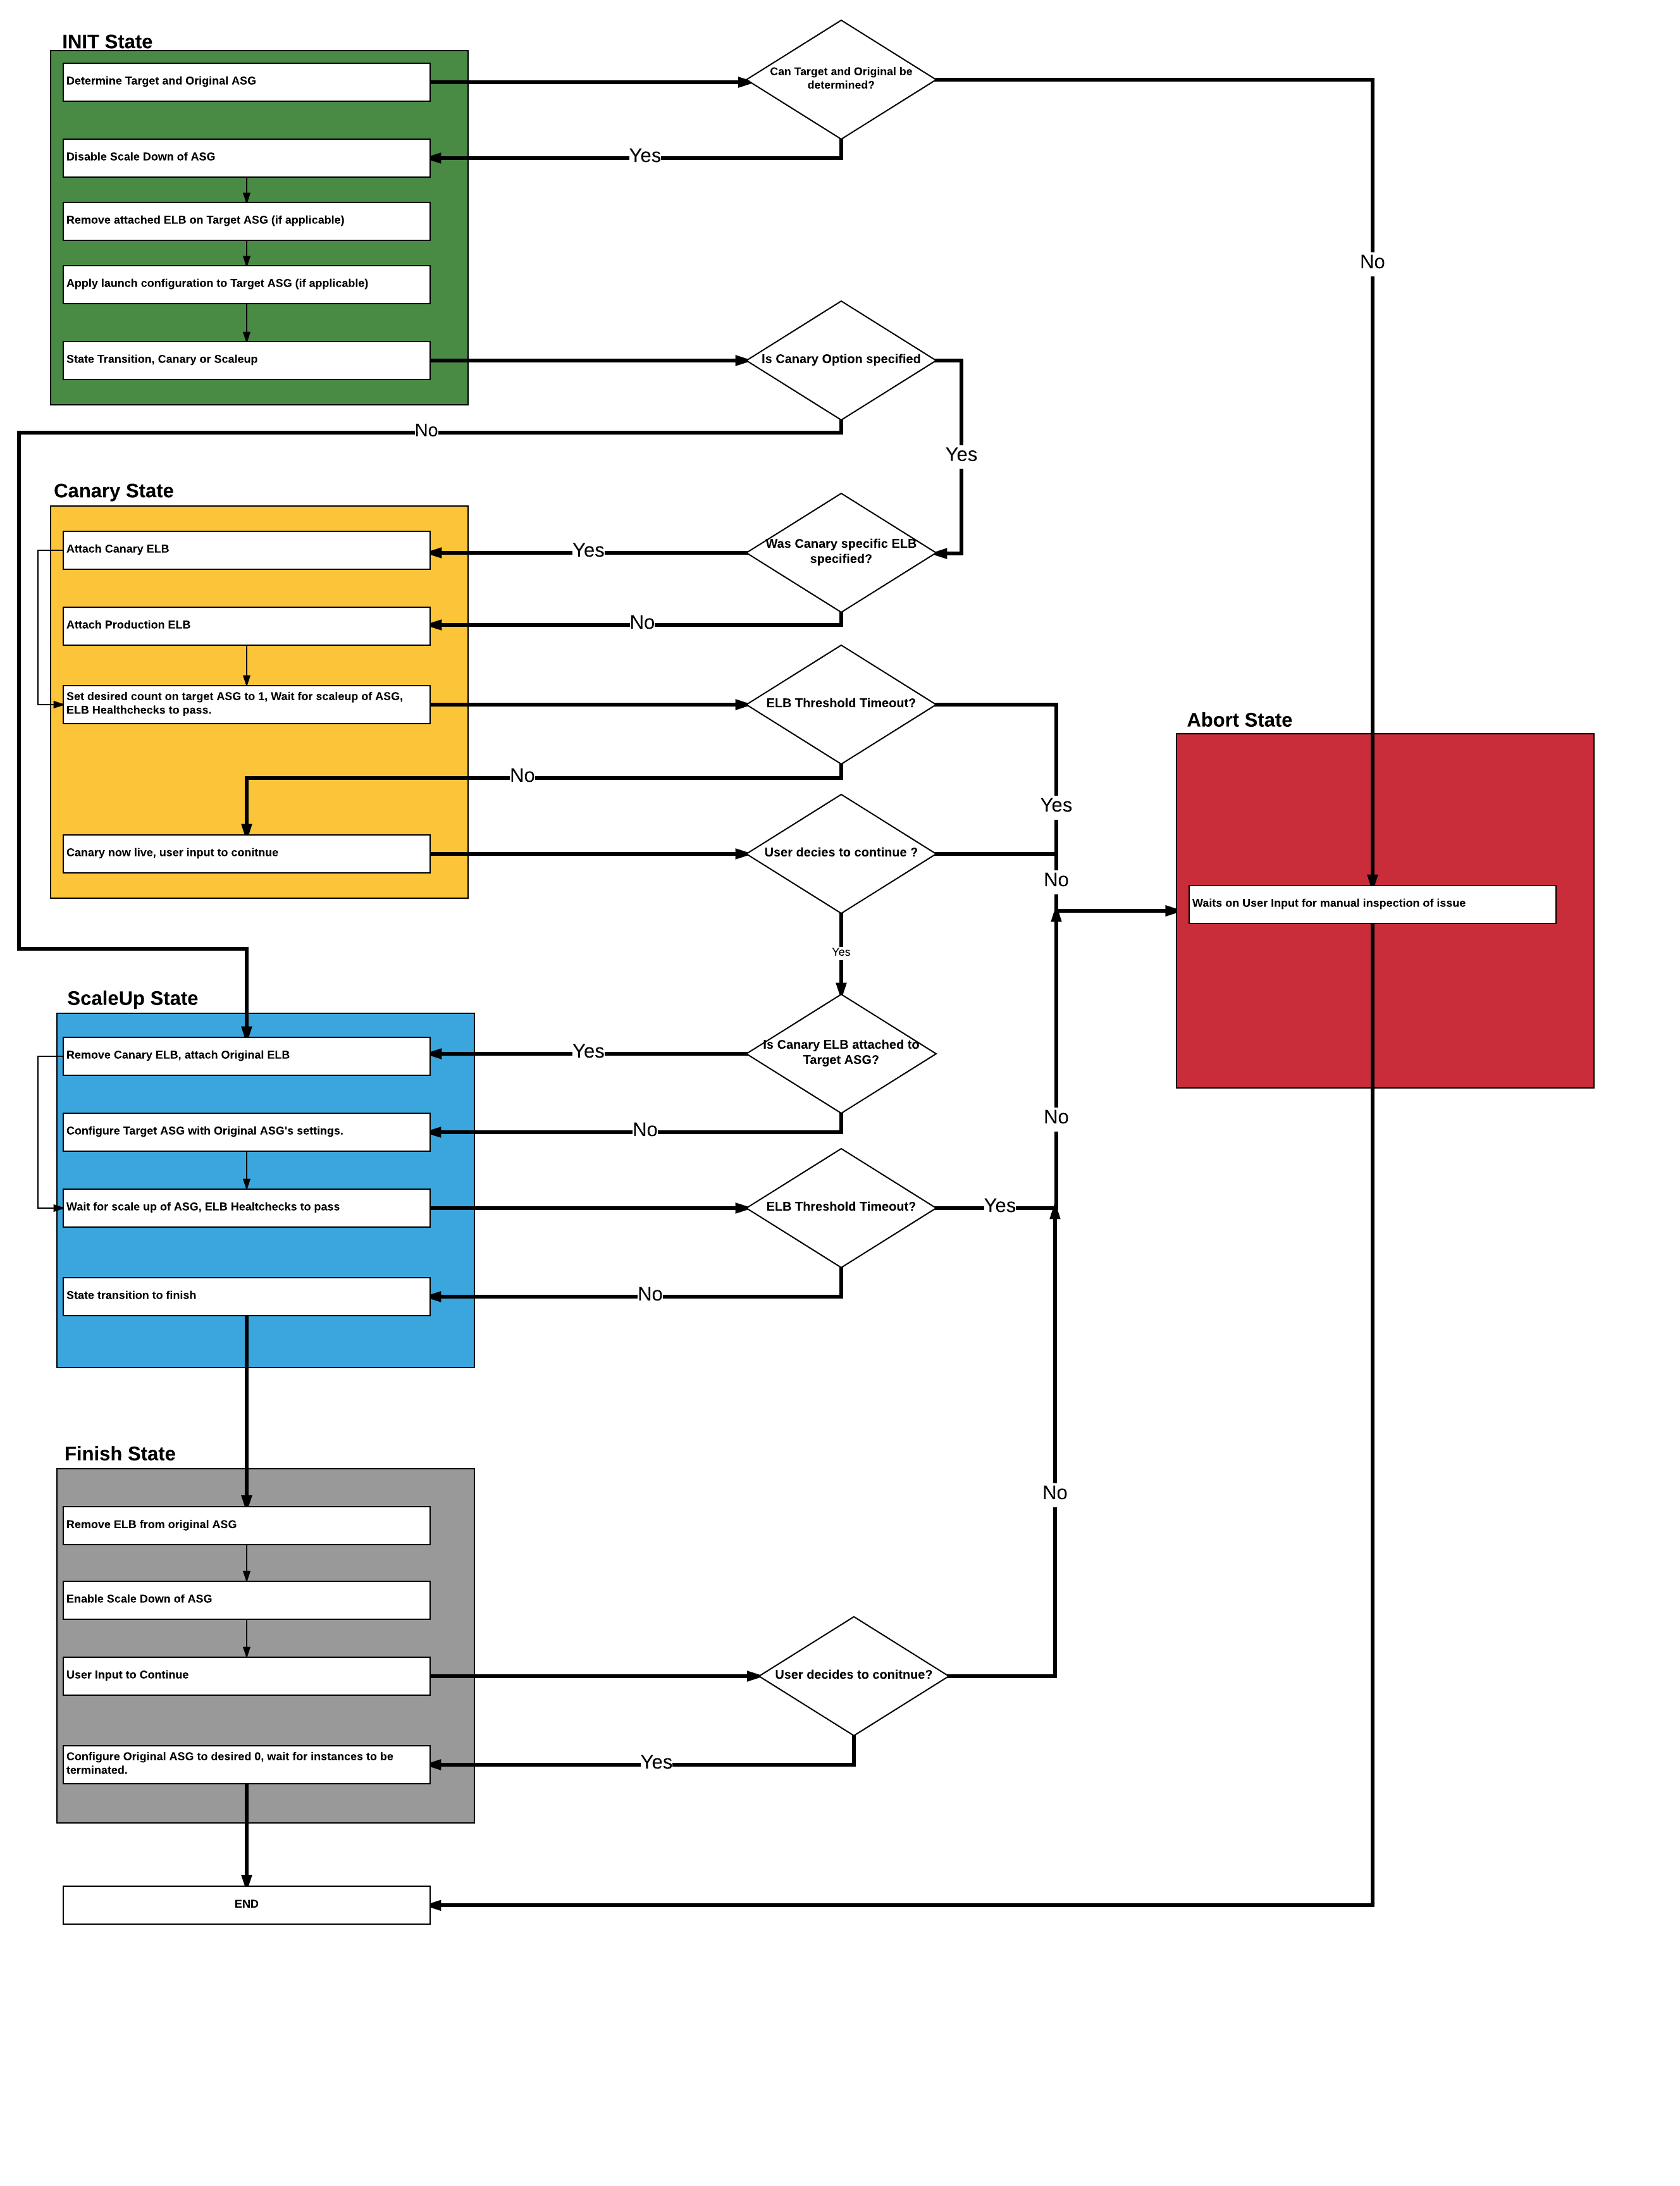 INIT State
Determine Target and Original ASG
Can Target and Original be
determined?
Disable Scale Down of ASG
Yes
Remove attached ELB on Target ASG (if applicable)
No
Apply launch configuration to Target ASG (if applicable)
State Transition, Canary or Scaleup
Is Canary Option specified
No
Yes
Canary State
Attach Canary ELB
Yes
Was Canary specific ELB
specified?
Attach Production ELB
No
Set desired count on target ASG to 1, Wait for scaleup of ASG,
ELB Healthchecks to pass.
ELB Threshold Timeout?
Abort State
No
Yes
Canary now live, user input to conitnue
User decies to continue ?
No
Waits on User Input for manual inspection of issue
Yes
ScaleUp State
Remove Canary ELB, attach Original ELB
Yes
Is Canary ELB attached to
Target ASG?
Configure Target ASG with Original ASG's settings.
No
No
Wait for scale up of ASG, ELB Healtchecks to pass
ELB Threshold Timeout?
Yes
State transition to finish
No
Finish State
No
Remove ELB from original ASG
Enable Scale Down of ASG
User Input to Continue
User decides to conitnue?
Configure Original ASG to desired 0, wait for instances to be
terminated.
Yes
END